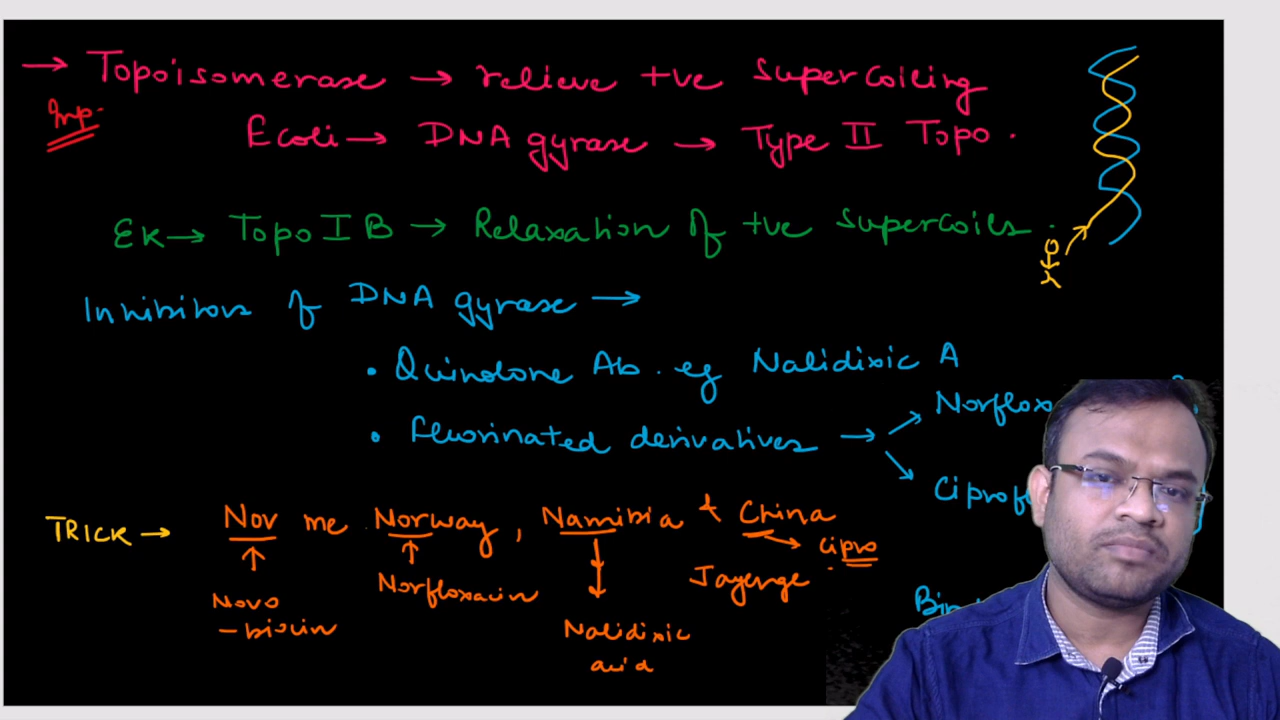 → Topoisomerase → relieve +ve supercoiling
Imp.
Ecoli → DNA gyrase → Type II Topo.
EK → Topo I B → Relaxation of +ve supercoils.
Inhibitors of DNA gyrase →
• Quinolone Ab. eg Nalidixic A
Norflox
• Fluorinated derivatives →
Ciprof
TRICK → Nov me Norway, Namibia & China
cipro
Novo
-biocin
Norfloxacin
Jayenge
Nalidixic
acid